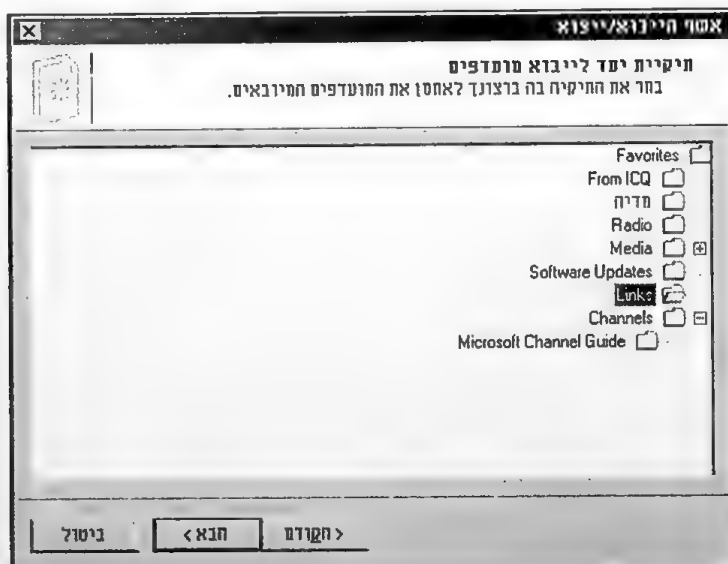 אשף הייבוא/ייצוא
תיקיית יעד לייבוא מועדפים
בחר את התיקיה בה ברצונך לאחסן את המועדפים המיובאים.
Favorites
From ICQ
מדיה
Radio
Media
Software Updates
Links
Channels
Microsoft Channel Guide
< הקודם
הבא >
ביטול